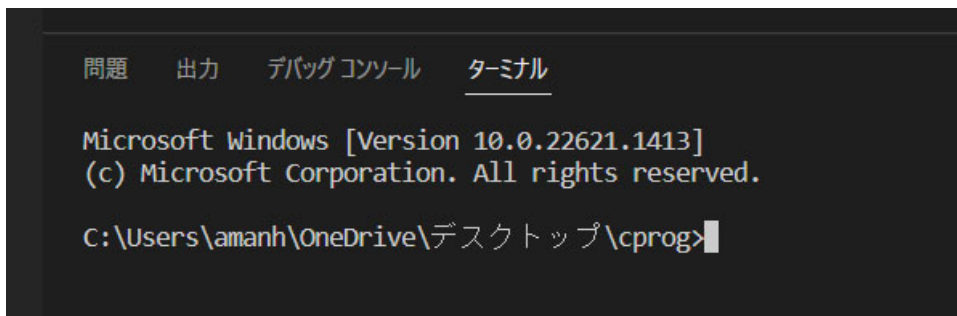 問題 出力 デバッグ コンソール ターミナル
Microsoft Windows [Version 10.0.22621.1413]
(c) Microsoft Corporation. All rights reserved.
C:\Users\amanh\OneDrive\デスクトップ\cprog>